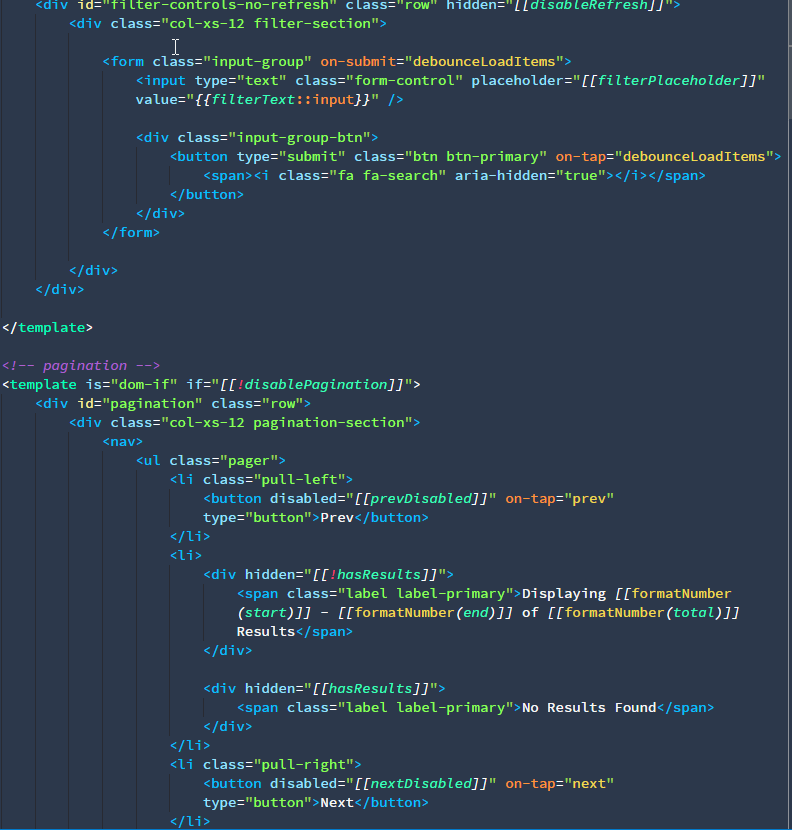 <div id="filter-controls-no-refresh" class="row" hidden="[[disableRefresh]]">
<div class="col-xs-12 filter-section">
<form class="input-group" on-submit="debounceLoadItems">
<input type="text" class="form-control" placeholder="[[filterPlaceholder]]"
value="{{filterText::input}}" />
<div class="input-group-btn">
<button type="submit" class="btn btn-primary" on-tap="debounceLoadItems">
<span><i class="fa fa-search" aria-hidden="true"></i></span>
</button>
</div>
</form>
</div>
</div>
</template>
<!-- pagination -->
<template is="dom-if" if="[[!disablePagination]]">
<div id="pagination" class="row">
<div class="col-xs-12 pagination-section">
<nav>
<ul class="pager">
<li class="pull-left">
<button disabled="[[prevDisabled]]" on-tap="prev"
type="button">Prev</button>
</li>
<li>
<div hidden="[[!hasResults]]">
<span class="label label-primary">Displaying [[formatNumber
(start)]] - [[formatNumber(end)]] of [[formatNumber(total)]]
Results</span>
</div>
<div hidden="[[hasResults]]">
<span class="label label-primary">No Results Found</span>
</div>
</li>
<li class="pull-right">
<button disabled="[[nextDisabled]]" on-tap="next"
type="button">Next</button>
</li>